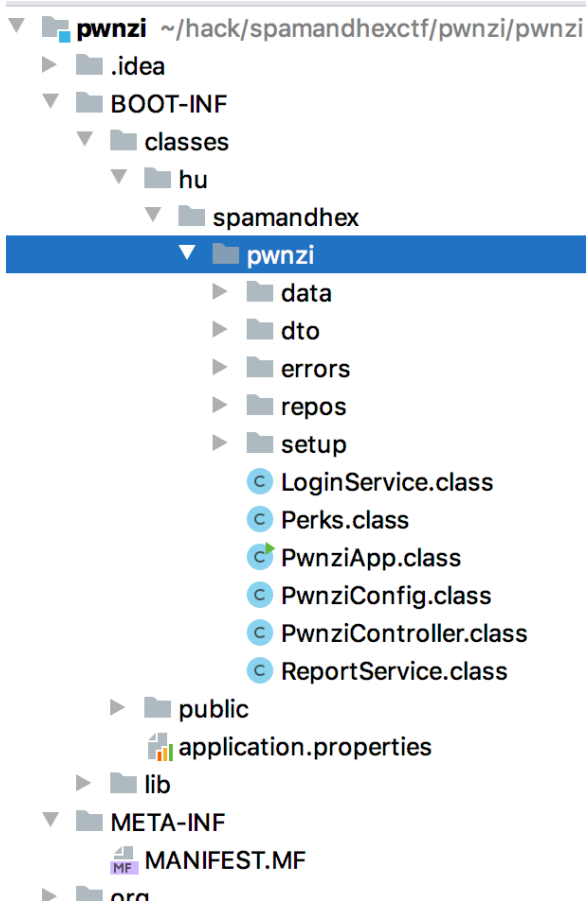 pwnzi ~/hack/spamandhexctf/pwnzi/pwnzi
.idea
BOOT-INF
classes
hu
spamandhex
pwnzi
data
dto
errors
repos
setup
C LoginService.class
C Perks.class
C PwnziApp.class
C PwnziConfig.class
C PwnziController.class
C ReportService.class
public
application.properties
lib
META-INF
MF MANIFEST.MF
org